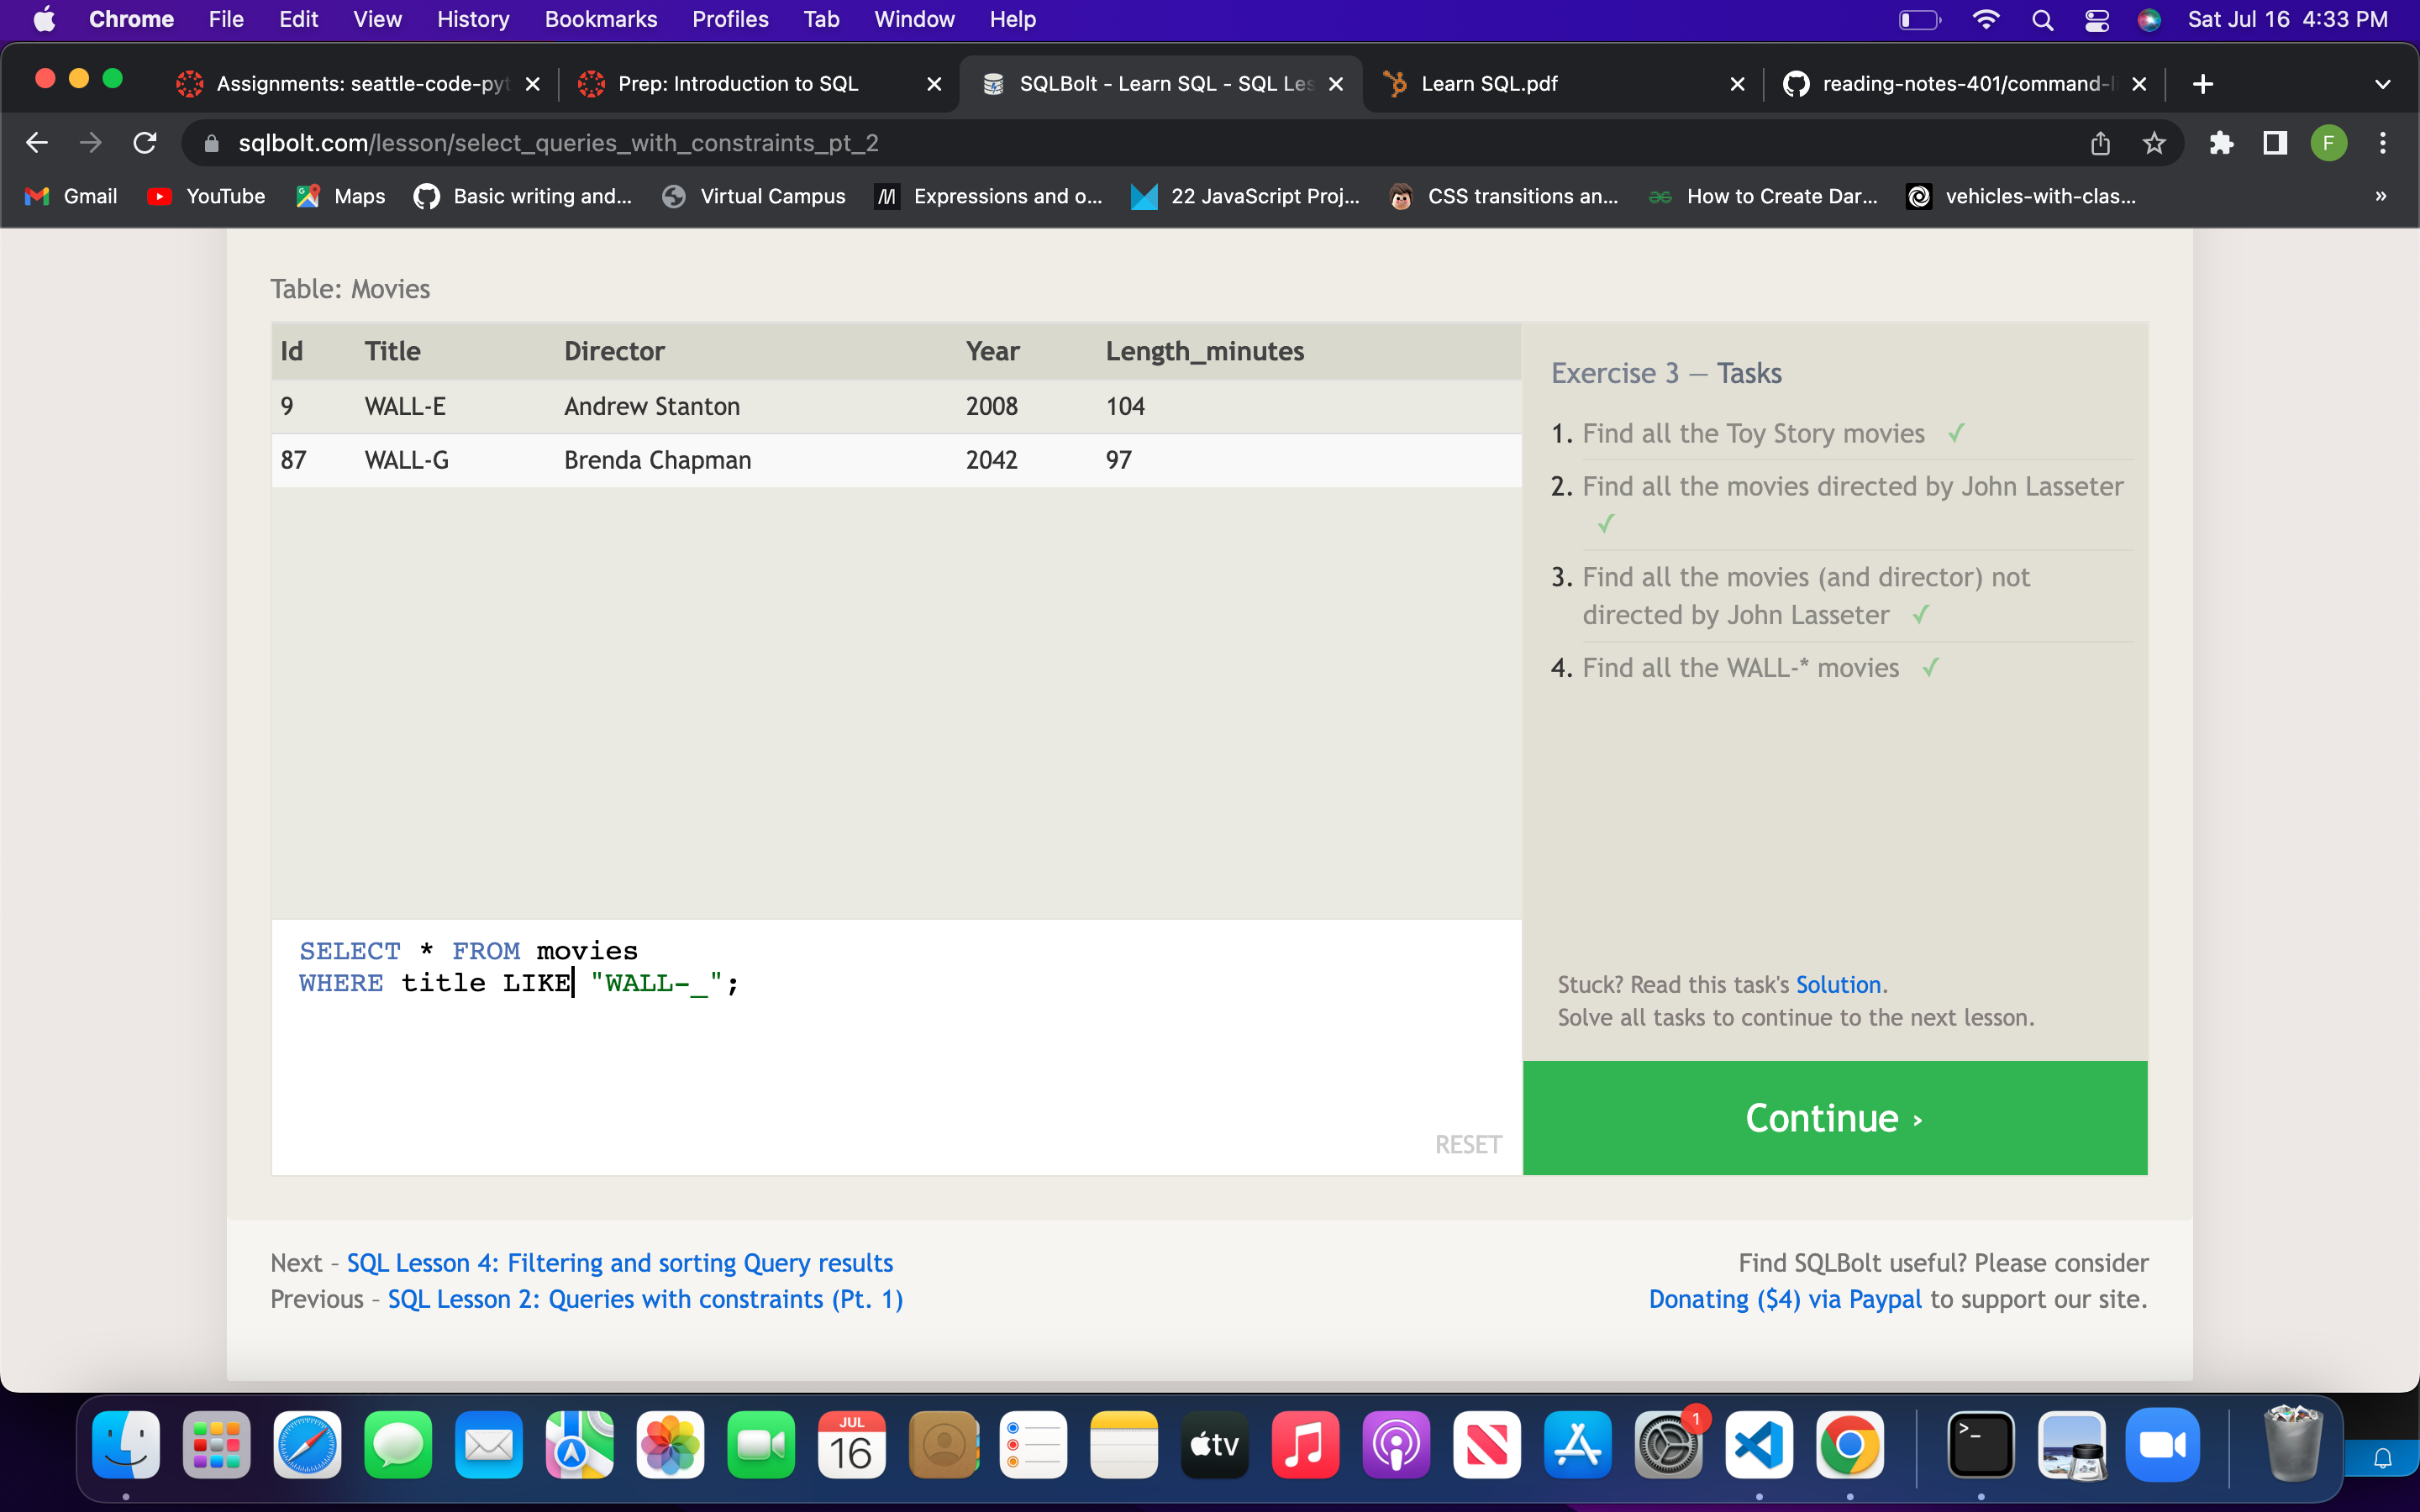 Chrome File Edit View History Bookmarks Profiles Tab Window Help Sat Jul 16 4:33 PM
Assignments: seattle-code-pyt Prep: Introduction to SQL SQLBolt - Learn SQL - SQL Les Learn SQL.pdf reading-notes-401/command-li
sqlbolt.com/lesson/select_queries_with_constraints_pt_2 F
Gmail YouTube Maps Basic writing and... Virtual Campus Expressions and o... 22 JavaScript Proj... CSS transitions an... How to Create Dar... vehicles-with-clas... »
Table: Movies
Id Title Director Year Length_minutes
9 WALL-E Andrew Stanton 2008 104
87 WALL-G Brenda Chapman 2042 97
Exercise 3 — Tasks
1. Find all the Toy Story movies ✓
2. Find all the movies directed by John Lasseter
✓
3. Find all the movies (and director) not
directed by John Lasseter ✓
4. Find all the WALL-* movies ✓
SELECT * FROM movies
WHERE title LIKE "WALL-_";
RESET
Stuck? Read this task's Solution.
Solve all tasks to continue to the next lesson.
Continue ›
Next – SQL Lesson 4: Filtering and sorting Query results
Previous – SQL Lesson 2: Queries with constraints (Pt. 1)
Find SQLBolt useful? Please consider
Donating ($4) via Paypal to support our site.
JUL
16
tv
1
>_